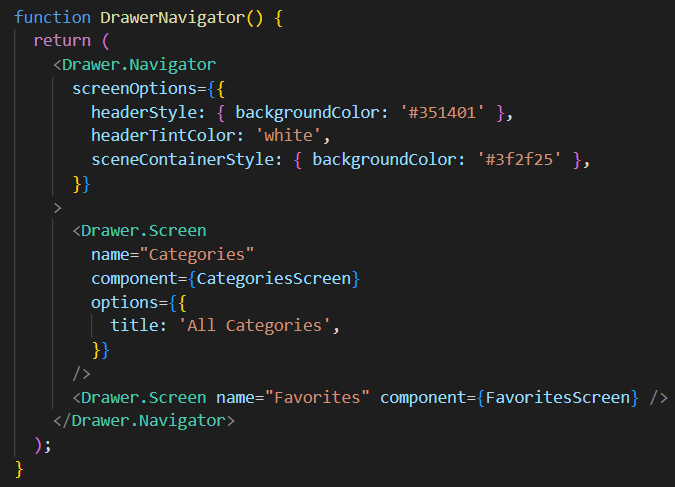 function DrawerNavigator() {
  return (
    <Drawer.Navigator
      screenOptions={{
        headerStyle: { backgroundColor: '#351401' },
        headerTintColor: 'white',
        sceneContainerStyle: { backgroundColor: '#3f2f25' },
      }}
    >
      <Drawer.Screen
        name="Categories"
        component={CategoriesScreen}
        options={{
          title: 'All Categories',
        }}
      />
      <Drawer.Screen name="Favorites" component={FavoritesScreen} />
    </Drawer.Navigator>
  );
}